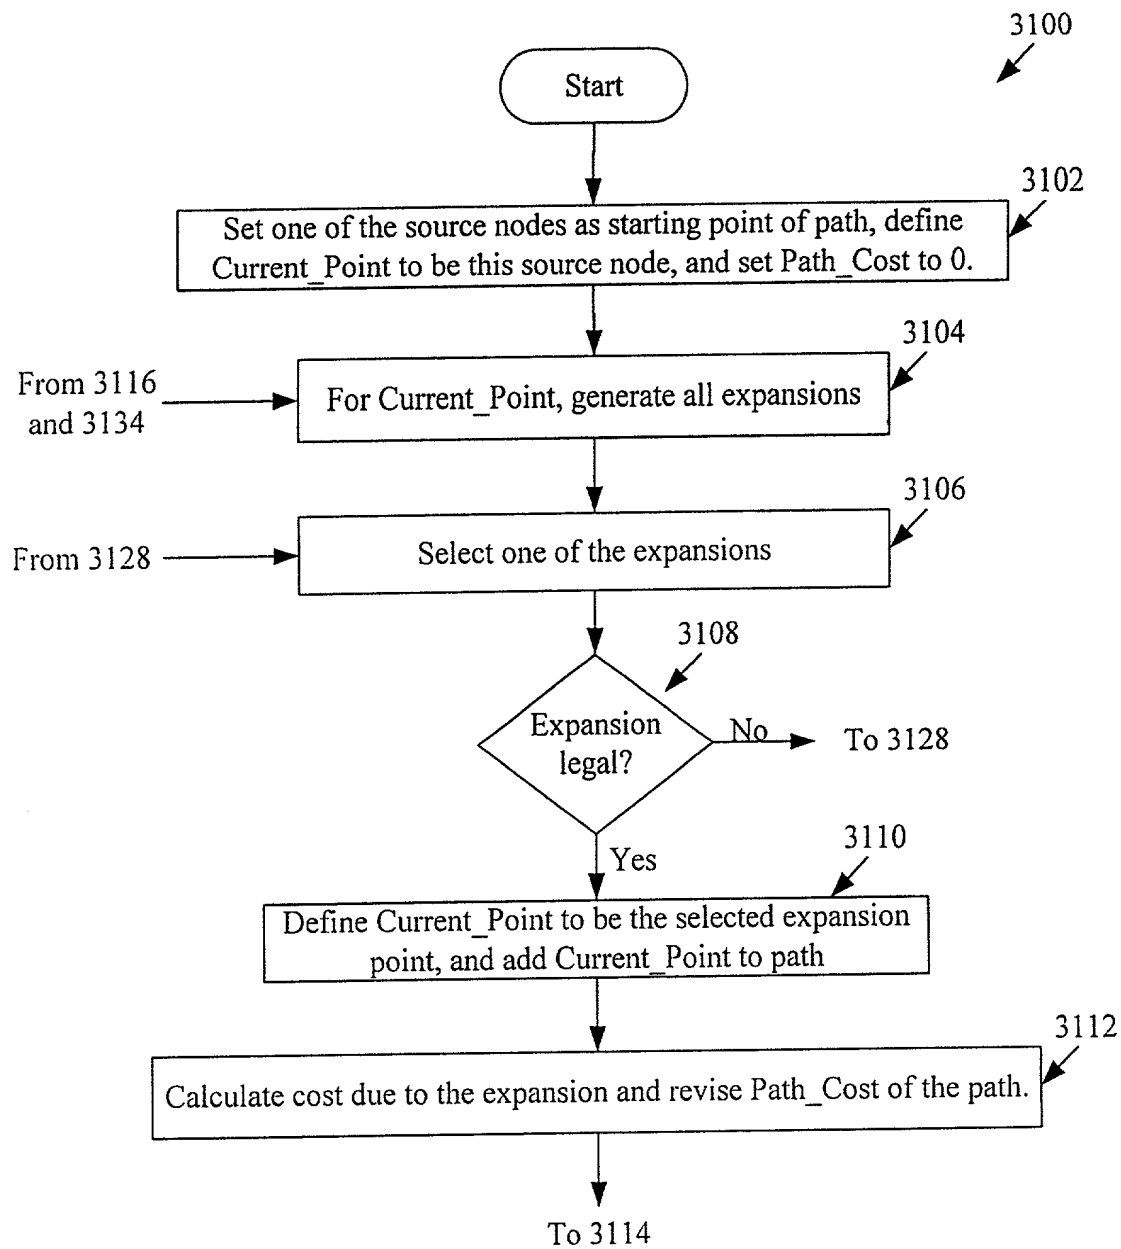 3100
Start
3102
Set one of the source nodes as starting point of path, define
Current_Point to be this source node, and set Path_Cost to 0.
3104
From 3116
and 3134
For Current_Point, generate all expansions
3106
From 3128
Select one of the expansions
3108
Expansion
legal?
No
To 3128
Yes
3110
Define Current_Point to be the selected expansion
point, and add Current_Point to path
3112
Calculate cost due to the expansion and revise Path_Cost of the path.
To 3114